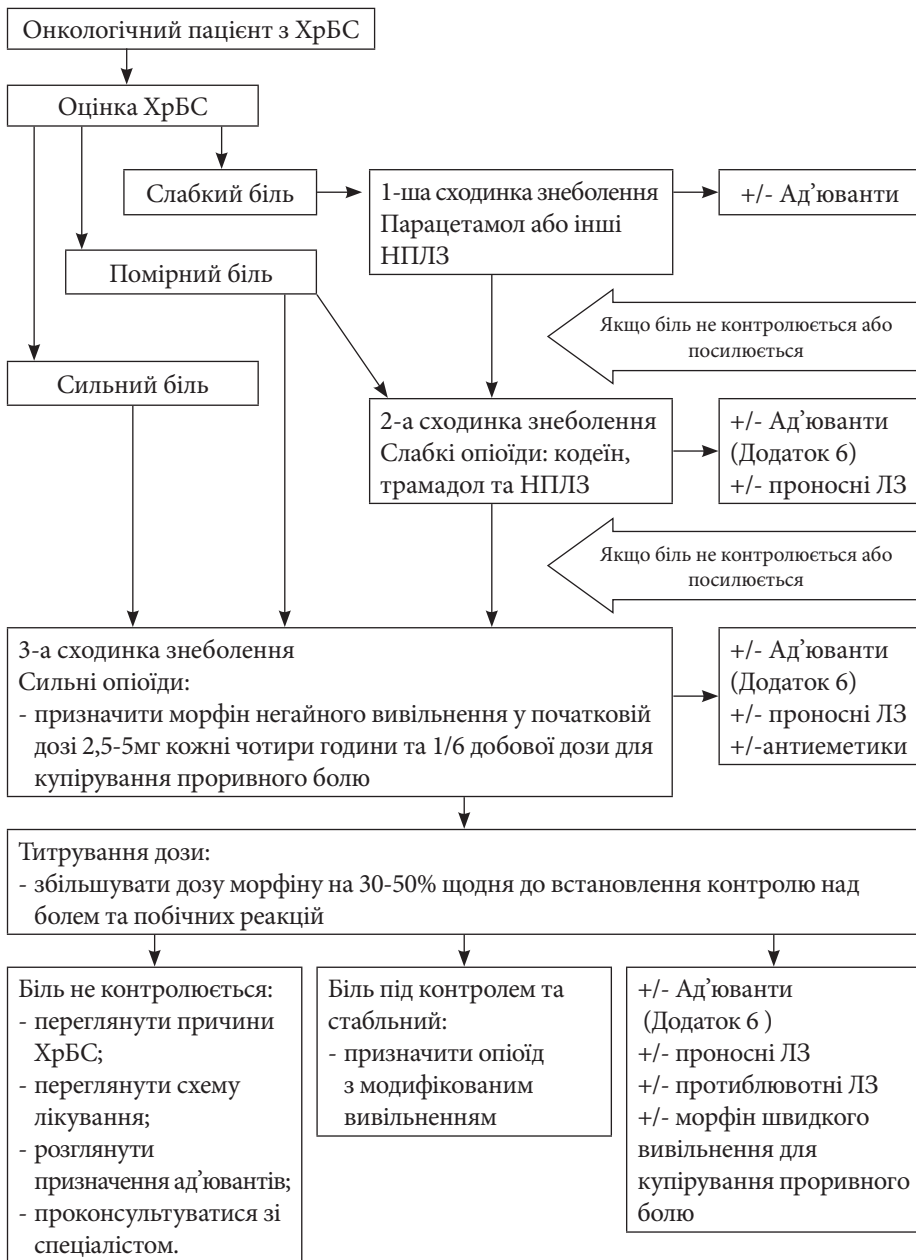 Онкологічний пацієнт з ХрБС
Оцінка ХрБС
Слабкий біль
1-ша сходинка знеболення
Парацетамол або інші
НПЛЗ
+/- Ад’юванти
Помірний біль
Якщо біль не контролюється або
посилюється
Сильний біль
2-а сходинка знеболення
Слабкі опіоїди: кодеїн,
трамадол та НПЛЗ
+/- Ад’юванти
(Додаток 6)
+/- проносні ЛЗ
Якщо біль не контролюється або
посилюється
3-а сходинка знеболення
Сильні опіоїди:
- призначити морфін негайного вивільнення у початковій
дозі 2,5-5мг кожні чотири години та 1/6 добової дози для
купірування проривного болю
+/- Ад’юванти
(Додаток 6)
+/- проносні ЛЗ
+/-антиеметики
Титрування дози:
- збільшувати дозу морфіну на 30-50% щодня до встановлення контролю над
болем та побічних реакцій
Біль не контролюється:
- переглянути причини
ХрБС;
- переглянути схему
лікування;
- розглянути
призначення ад’ювантів;
- проконсультуватися зі
спеціалістом.
Біль під контролем та
стабльний:
- призначити опіоїд
з модифікованим
вивільненням
+/- Ад’юванти
(Додаток 6 )
+/- проносні ЛЗ
+/- протиблювотні ЛЗ
+/- морфін швидкого
вивільнення для
купірування проривного
болю